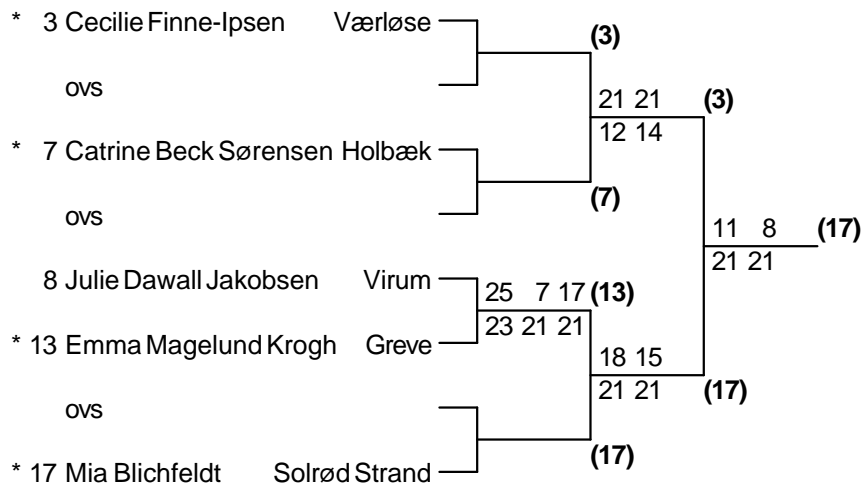 * 3 Cecilie Finne-Ipsen Værløse
(3)
ovs
21 21 (3)
12 14
* 7 Catrine Beck Sørensen Holbæk
(7)
ovs
11 8 (17)
21 21
8 Julie Dawall Jakobsen Virum
25 7 17 (13)
23 21 21
* 13 Emma Magelund Krogh Greve
18 15
21 21 (17)
ovs
(17)
* 17 Mia Blichfeldt Solrød Strand